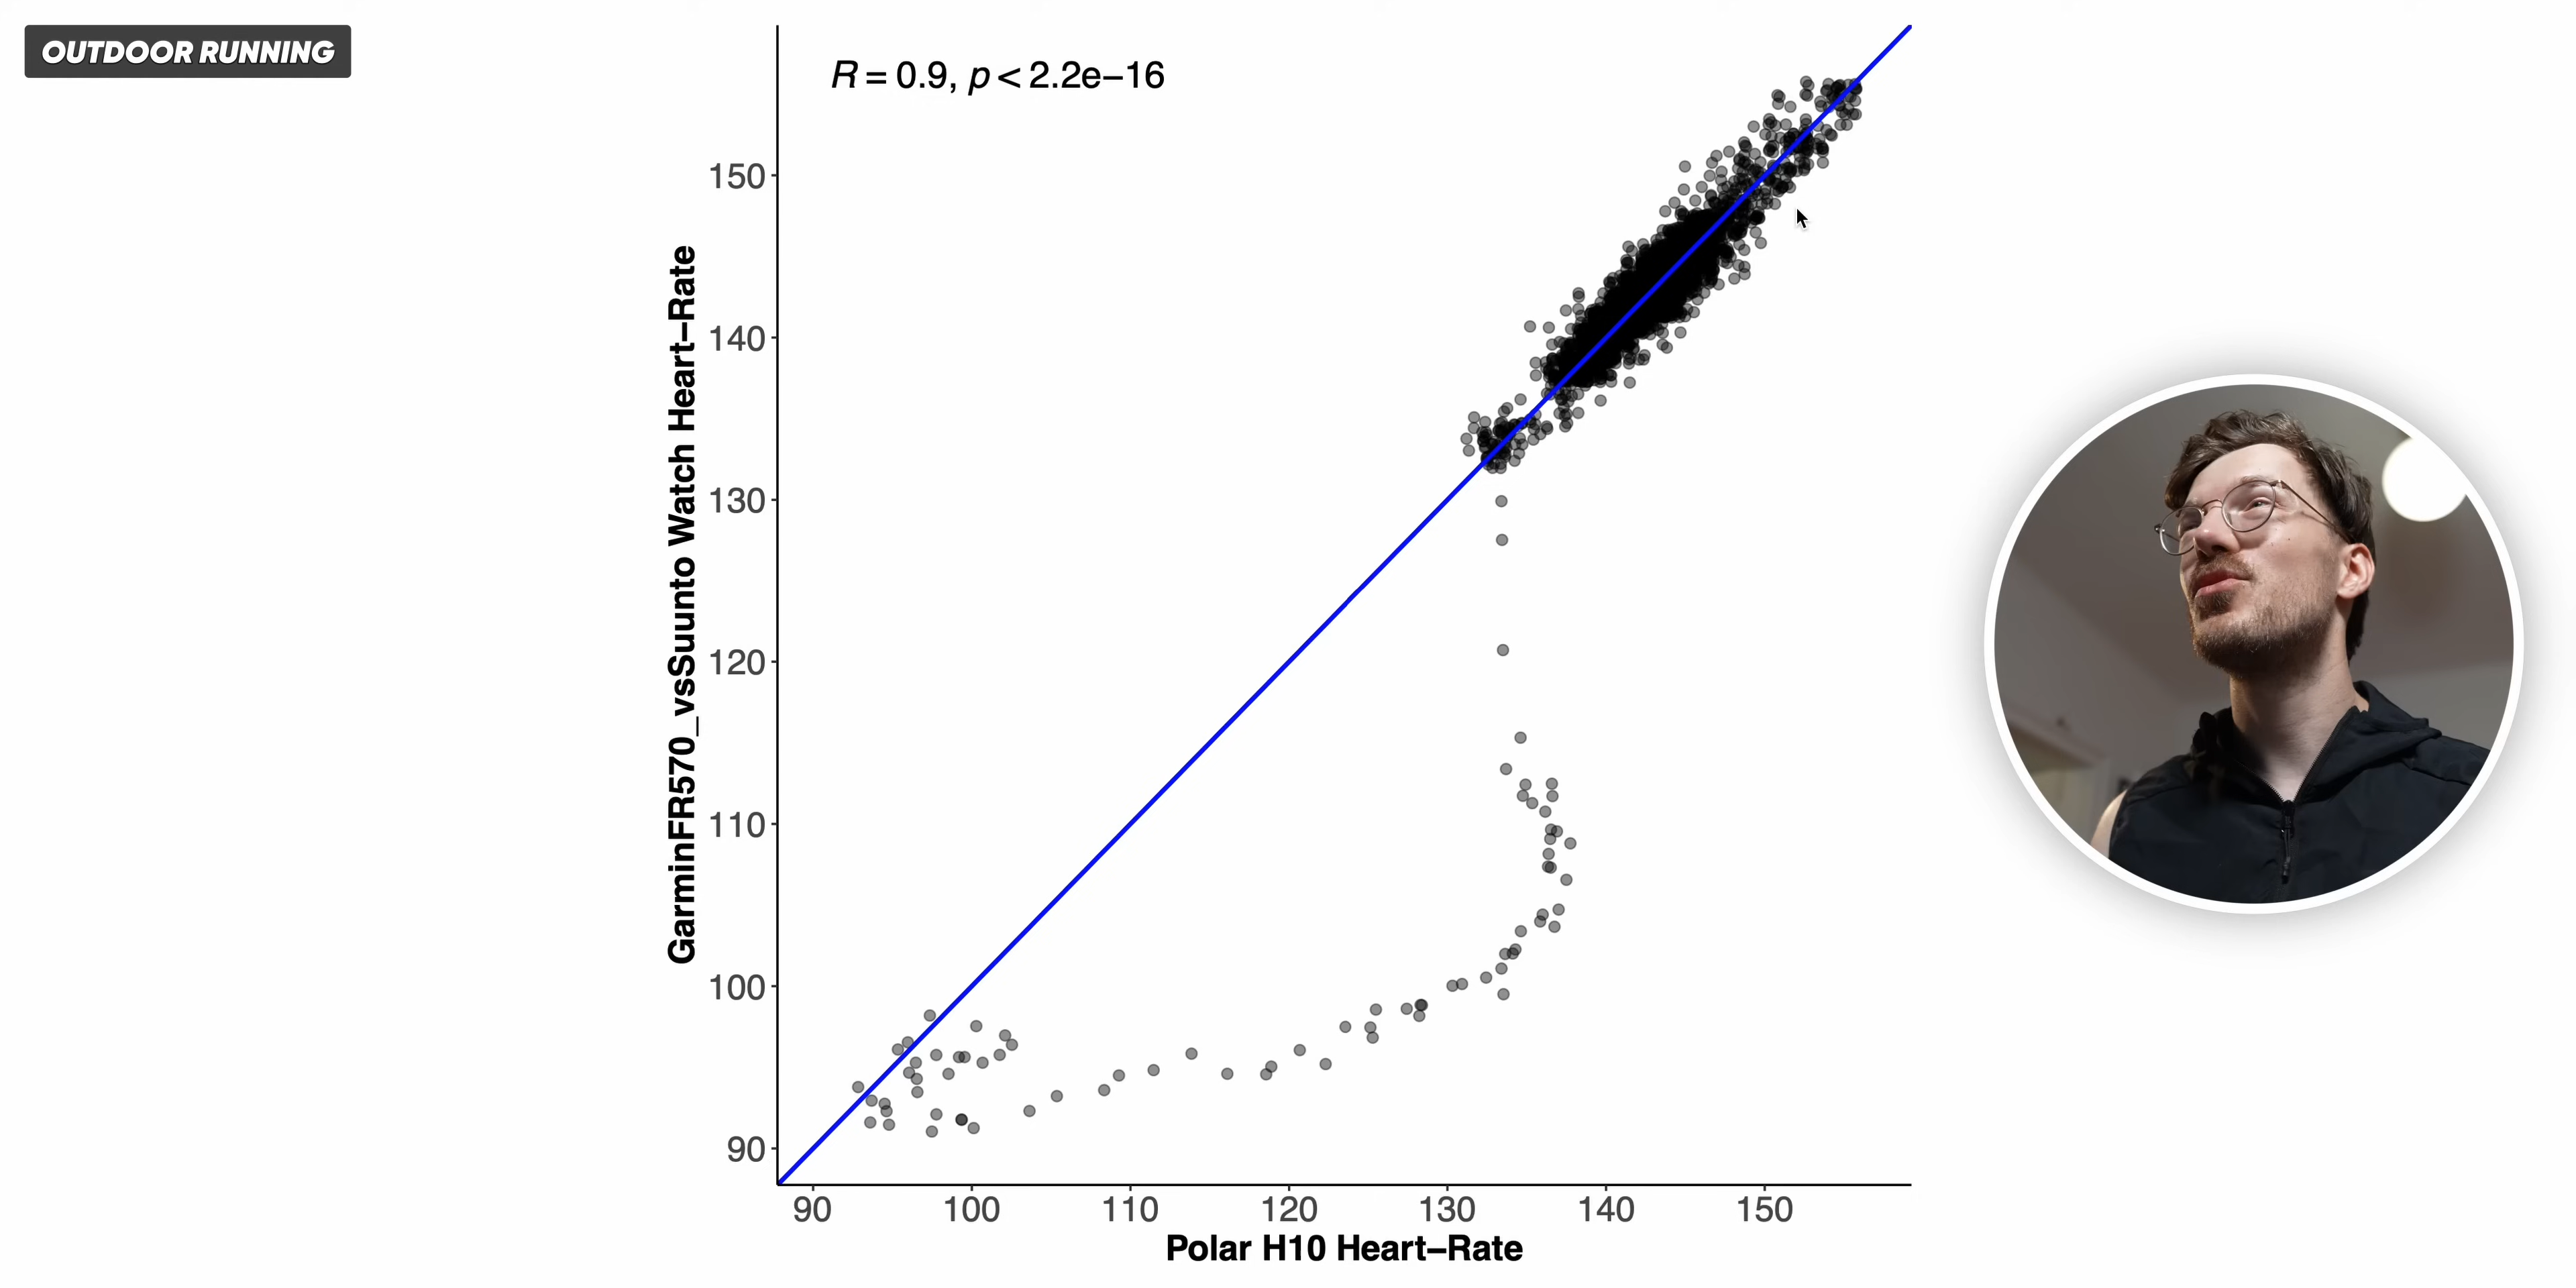 OUTDOOR RUNNING
R = 0.9, p < 2.2e−16
GarminFR570_vsSuunto Watch Heart−Rate
150
140
130
120
110
100
90
90 100 110 120 130 140 150
Polar H10 Heart−Rate